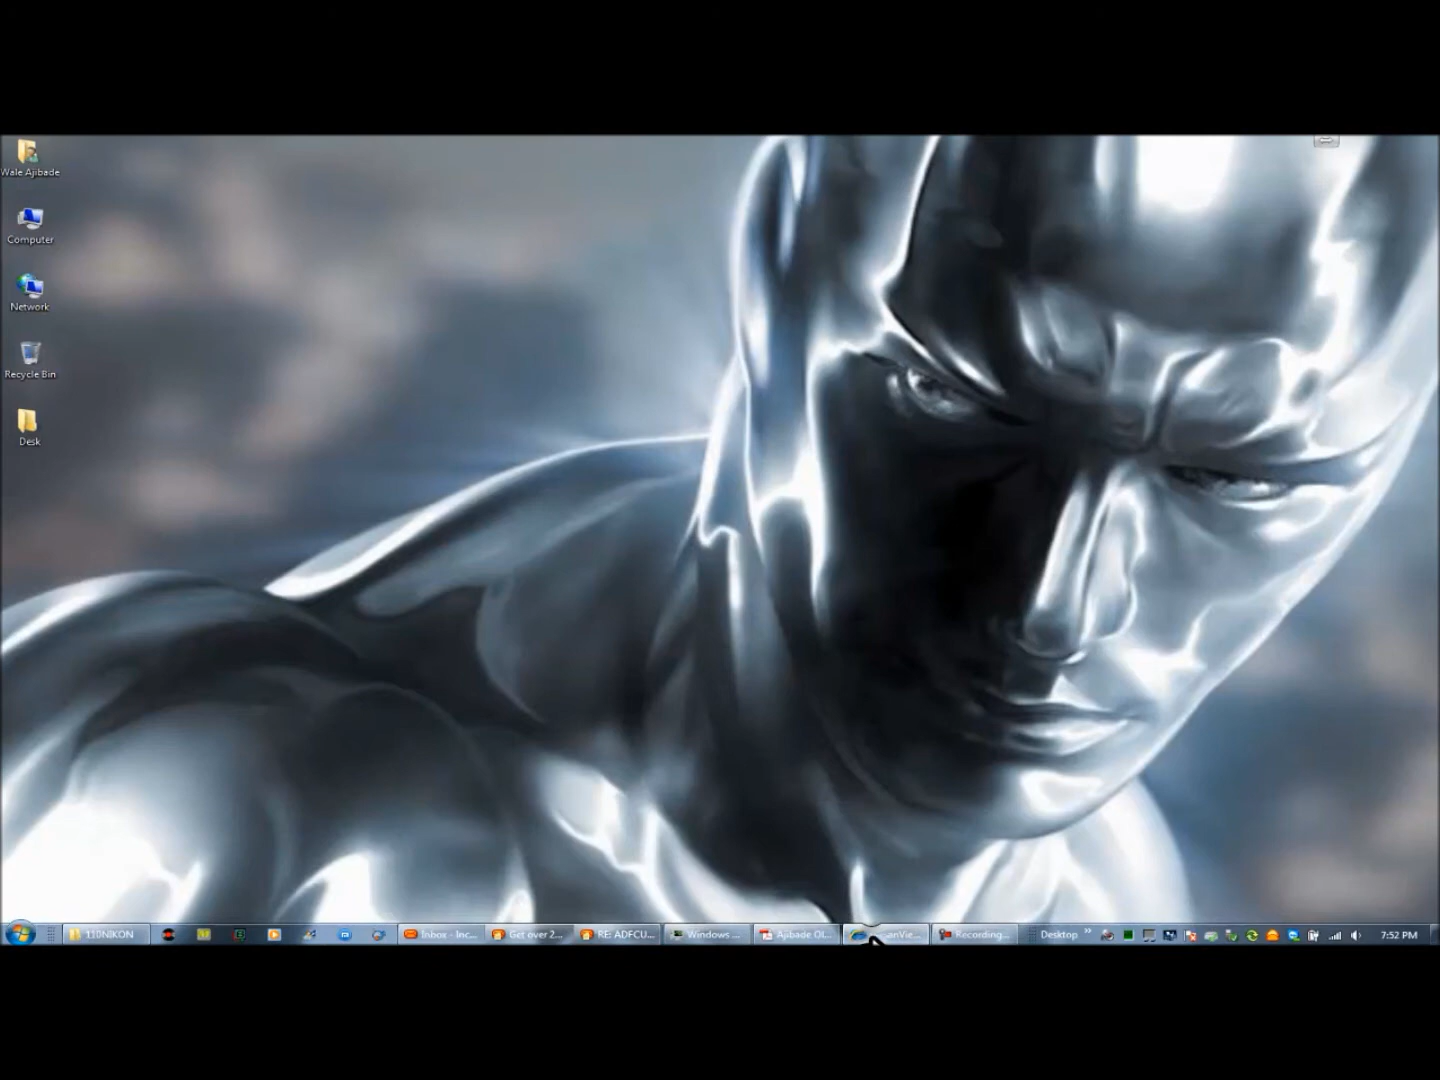 Wale Ajibade
Computer
Network
Recycle Bin
Desk
110NIKON
Inbox - Inc...
Get over 2...
RE: ADFCU...
Windows ...
Ajibade Ol...
Recording...
Desktop
7:52 PM